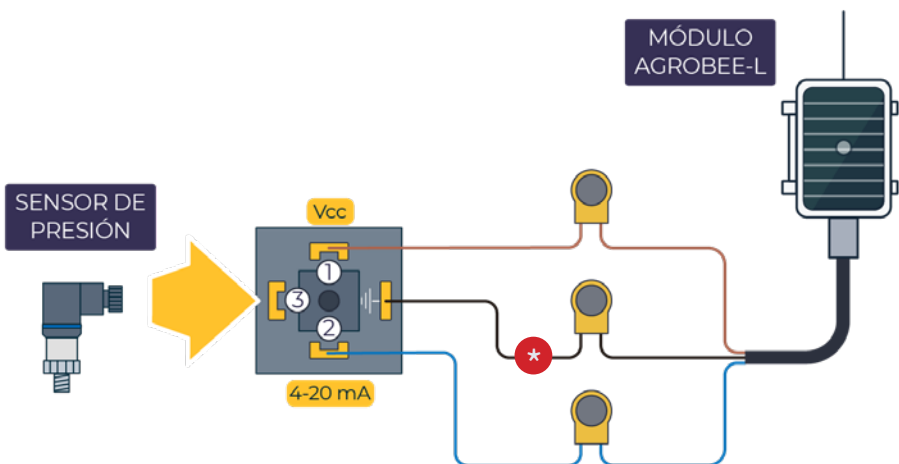 MÓDULO
AGROBEE-L
SENSOR DE
PRESIÓN
Vcc
1
3
2
4-20 mA
*